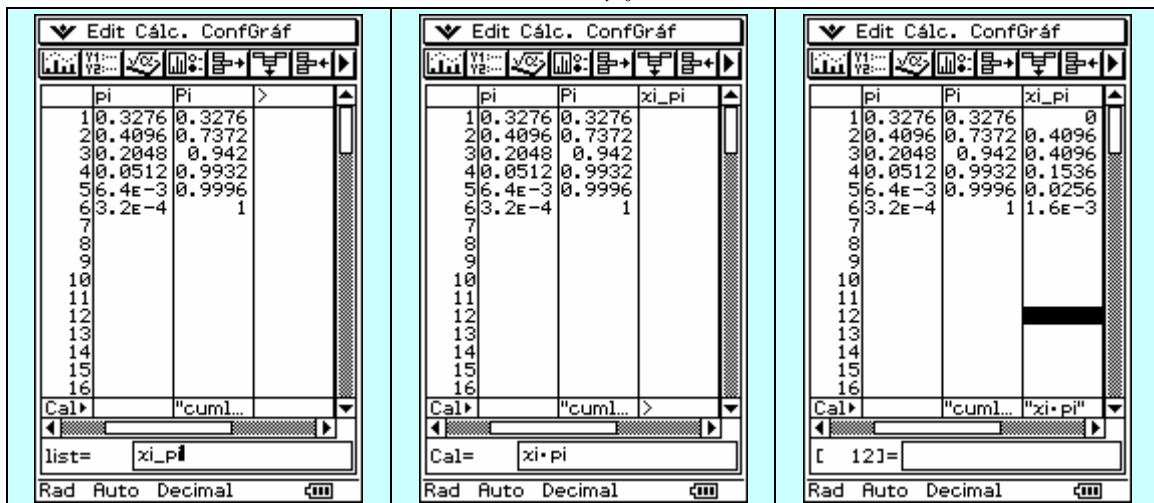 Edit Cálc. ConfGráf
pi Pi >
1 0.3276 0.3276
2 0.4096 0.7372
3 0.2048 0.942
4 0.0512 0.9932
5 6.4E-3 0.9996
6 3.2E-4 1
7
8
9
10
11
12
13
14
15
16
Cal▸ "cuml...
list= xi_pi
Rad Auto Decimal
Edit Cálc. ConfGráf
pi Pi xi_pi
1 0.3276 0.3276
2 0.4096 0.7372
3 0.2048 0.942
4 0.0512 0.9932
5 6.4E-3 0.9996
6 3.2E-4 1
7
8
9
10
11
12
13
14
15
16
Cal▸ "cuml... >
Cal= xi·pi
Rad Auto Decimal
Edit Cálc. ConfGráf
pi Pi xi_pi
1 0.3276 0.3276 0
2 0.4096 0.7372 0.4096
3 0.2048 0.942 0.4096
4 0.0512 0.9932 0.1536
5 6.4E-3 0.9996 0.0256
6 3.2E-4 1 1.6E-3
7
8
9
10
11
12
13
14
15
16
Cal▸ "cuml... "xi·pi"
[ 12]=
Rad Auto Decimal